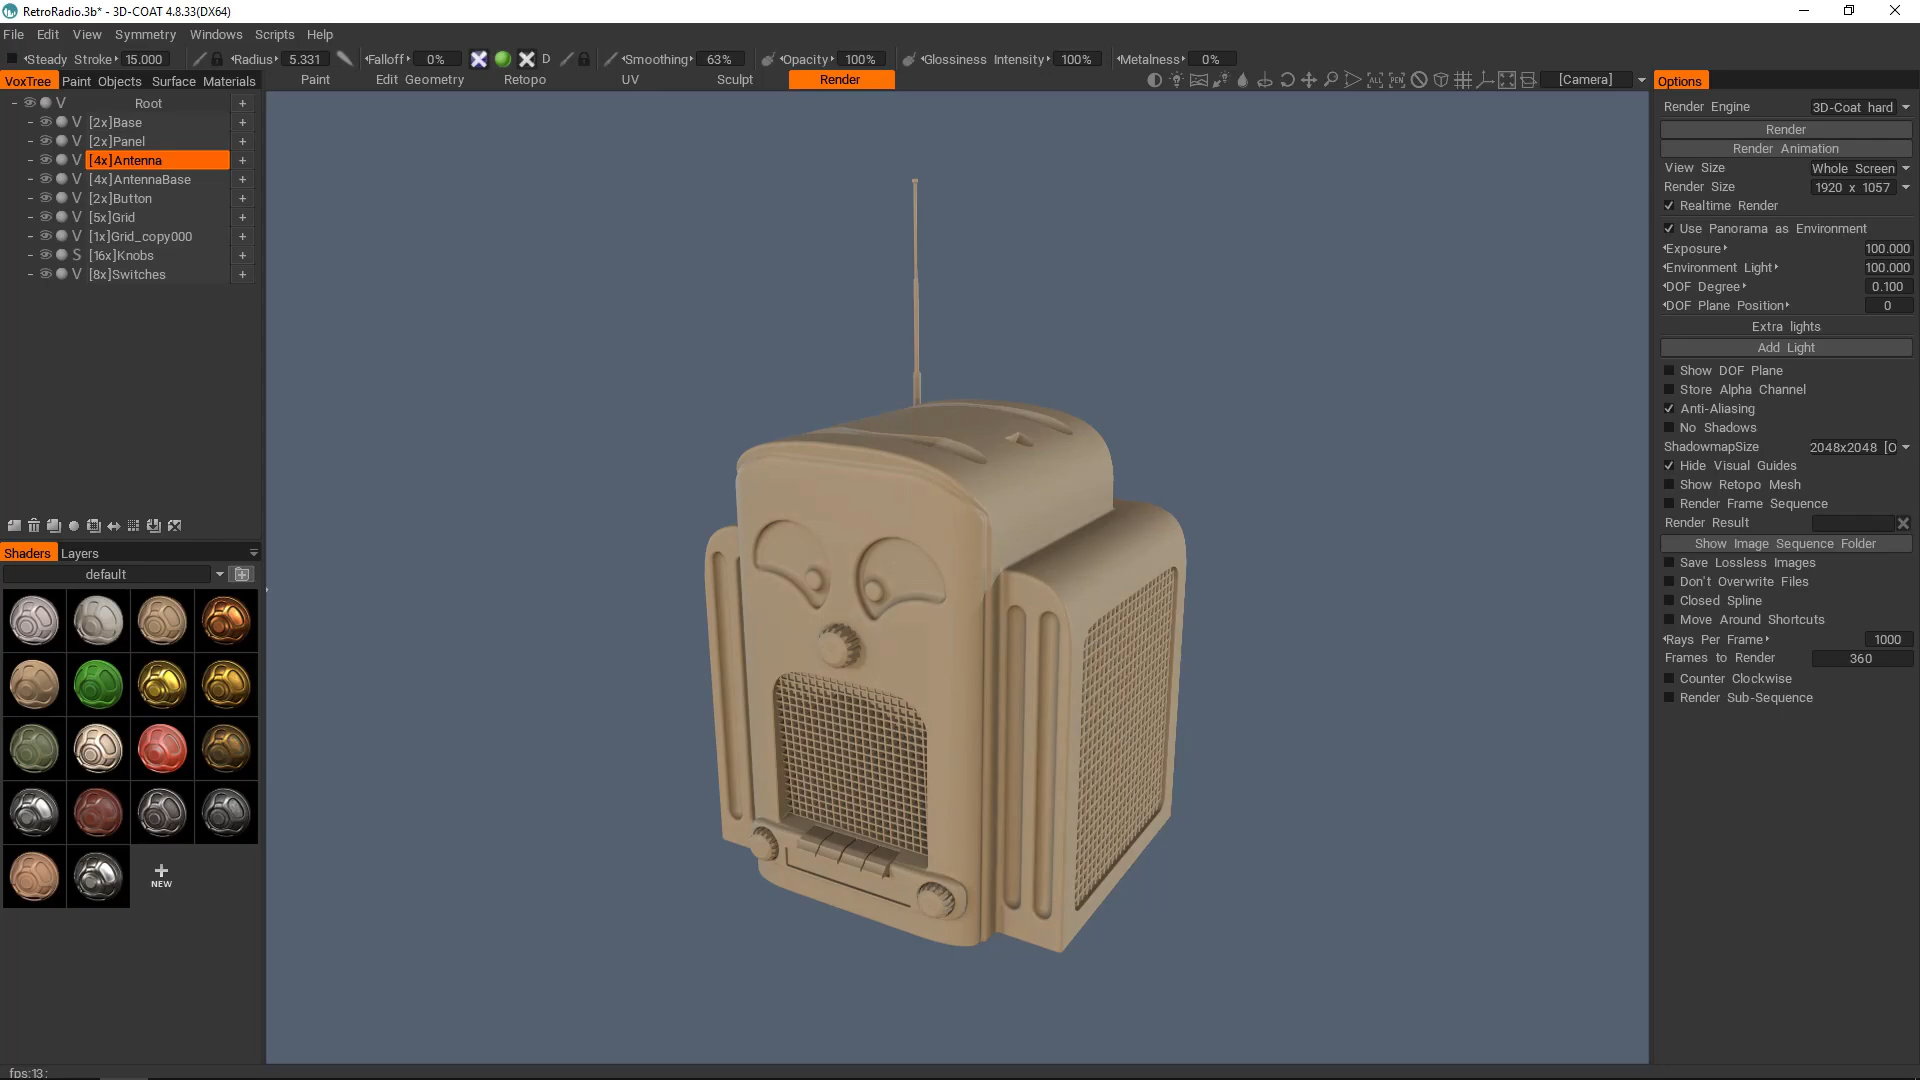 RetroRadio.3b* - 3D-COAT 4.8.33(DX64)
File Edit View Symmetry Windows Scripts Help
Steady Stroke 15.000 Radius 5.331 Falloff 0% D Smoothing 63% Opacity 100% Glossiness Intensity 100% Metalness 0%
VoxTree Paint Objects Surface Materials
Paint Edit Geometry Retopo UV Sculpt Render
ALL PEN [Camera]
Root
[2x]Base
[2x]Panel
[4x]Antenna
[4x]AntennaBase
[2x]Button
[5x]Grid
[1x]Grid_copy000
[16x]Knobs
[8x]Switches
V
V
V
V
V
V
V
V
S
V
Shaders Layers
default
NEW
fps:13:
Options
Render Engine 3D-Coat hard
Render
Render Animation
View Size Whole Screen
Render Size 1920 x 1057
Realtime Render
Use Panorama as Environment
Exposure 100.000
Environment Light 100.000
DOF Degree 0.100
DOF Plane Position 0
Extra lights
Add Light
Show DOF Plane
Store Alpha Channel
Anti-Aliasing
No Shadows
ShadowmapSize 2048x2048 [O
Hide Visual Guides
Show Retopo Mesh
Render Frame Sequence
Render Result
Show Image Sequence Folder
Save Lossless Images
Don't Overwrite Files
Closed Spline
Move Around Shortcuts
Rays Per Frame 1000
Frames to Render 360
Counter Clockwise
Render Sub-Sequence